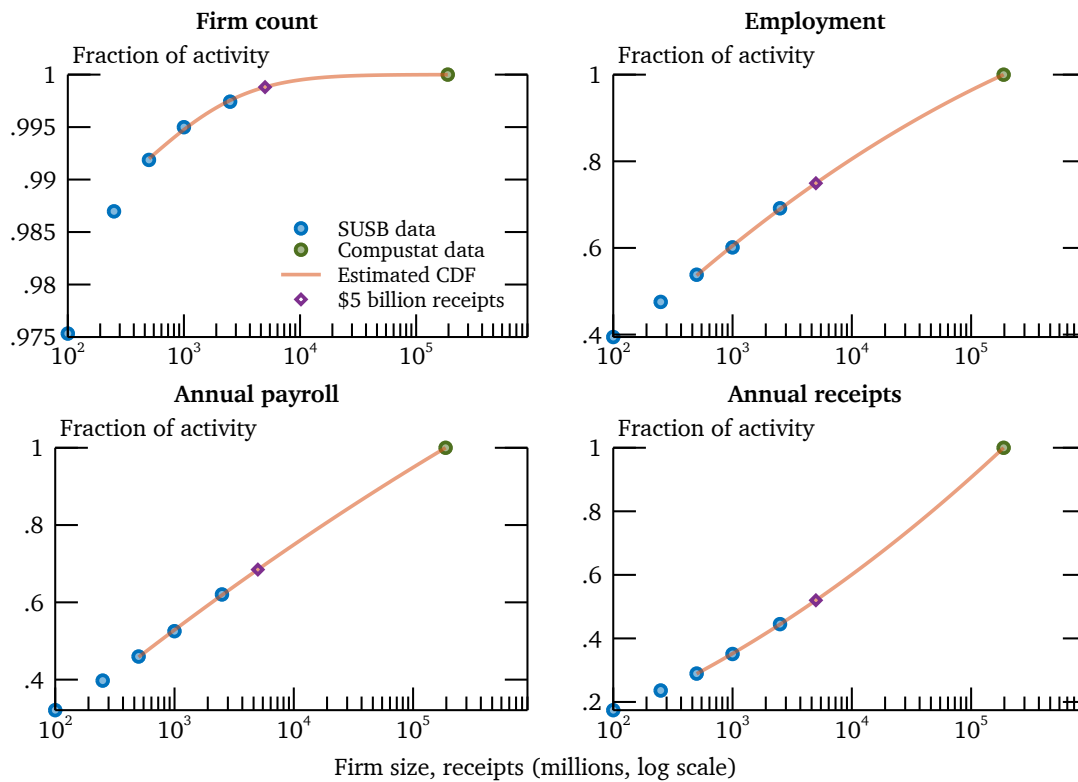 Firm count
Fraction of activity
1
.995
.99
.985
.98
.975
10² 10³ 10⁴ 10⁵
SUSB data
Compustat data
Estimated CDF
$5 billion receipts
Employment
Fraction of activity
1
.8
.6
.4
10² 10³ 10⁴ 10⁵
Annual payroll
Fraction of activity
1
.8
.6
.4
10² 10³ 10⁴ 10⁵
Annual receipts
Fraction of activity
1
.8
.6
.4
.2
10² 10³ 10⁴ 10⁵
Firm size, receipts (millions, log scale)